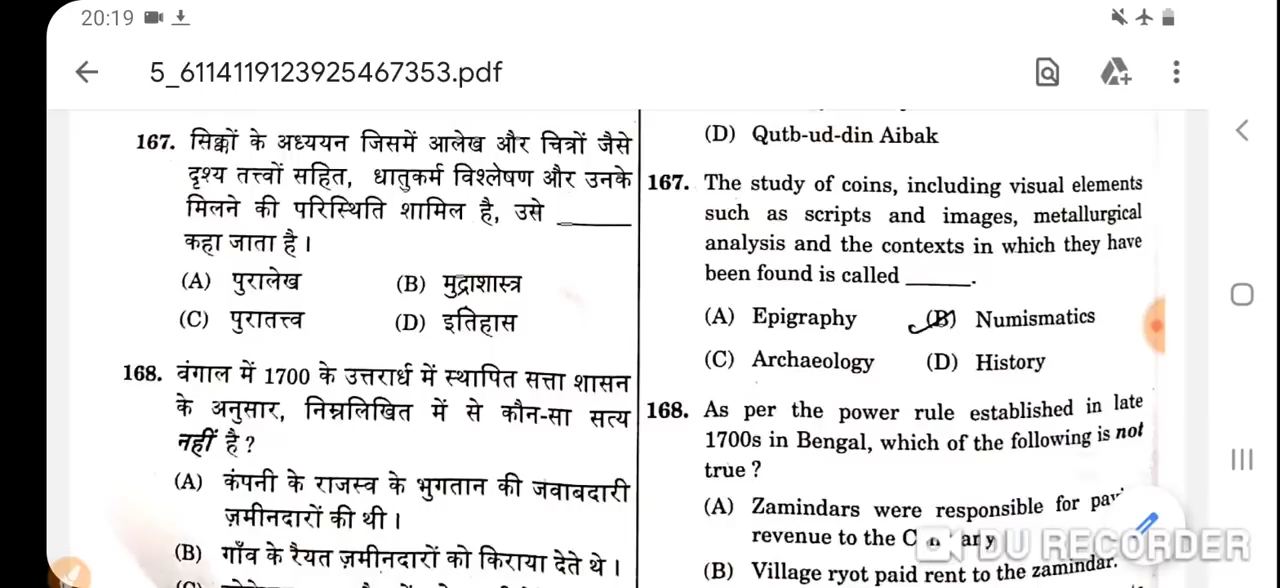 20:19
5_6114119123925467353.pdf
167. सिक्कों के अध्ययन जिसमें आलेख और चित्रों जैसे
दृश्य तत्त्वों सहित, धातुकर्म विश्लेषण और उनके
मिलने की परिस्थिति शामिल है, उसे ______
कहा जाता है।
(A) पुरालेख (B) मुद्राशास्त्र
(C) पुरातत्त्व (D) इतिहास
168. बंगाल में 1700 के उत्तरार्ध में स्थापित सत्ता शासन
के अनुसार, निम्नलिखित में से कौन-सा सत्य
नहीं है?
(A) कंपनी के राजस्व के भुगतान की जवाबदारी
ज़मीनदारों की थी।
(B) गाँव के रैयत ज़मीनदारों को किराया देते थे।
(D) Qutb-ud-din Aibak
167. The study of coins, including visual elements
such as scripts and images, metallurgical
analysis and the contexts in which they have
been found is called ______.
(A) Epigraphy (B) Numismatics
(C) Archaeology (D) History
168. As per the power rule established in late
1700s in Bengal, which of the following is not
true ?
(A) Zamindars were responsible for
revenue to the
(B) Village ryot paid rent to the zamindar.
DU RECORDER